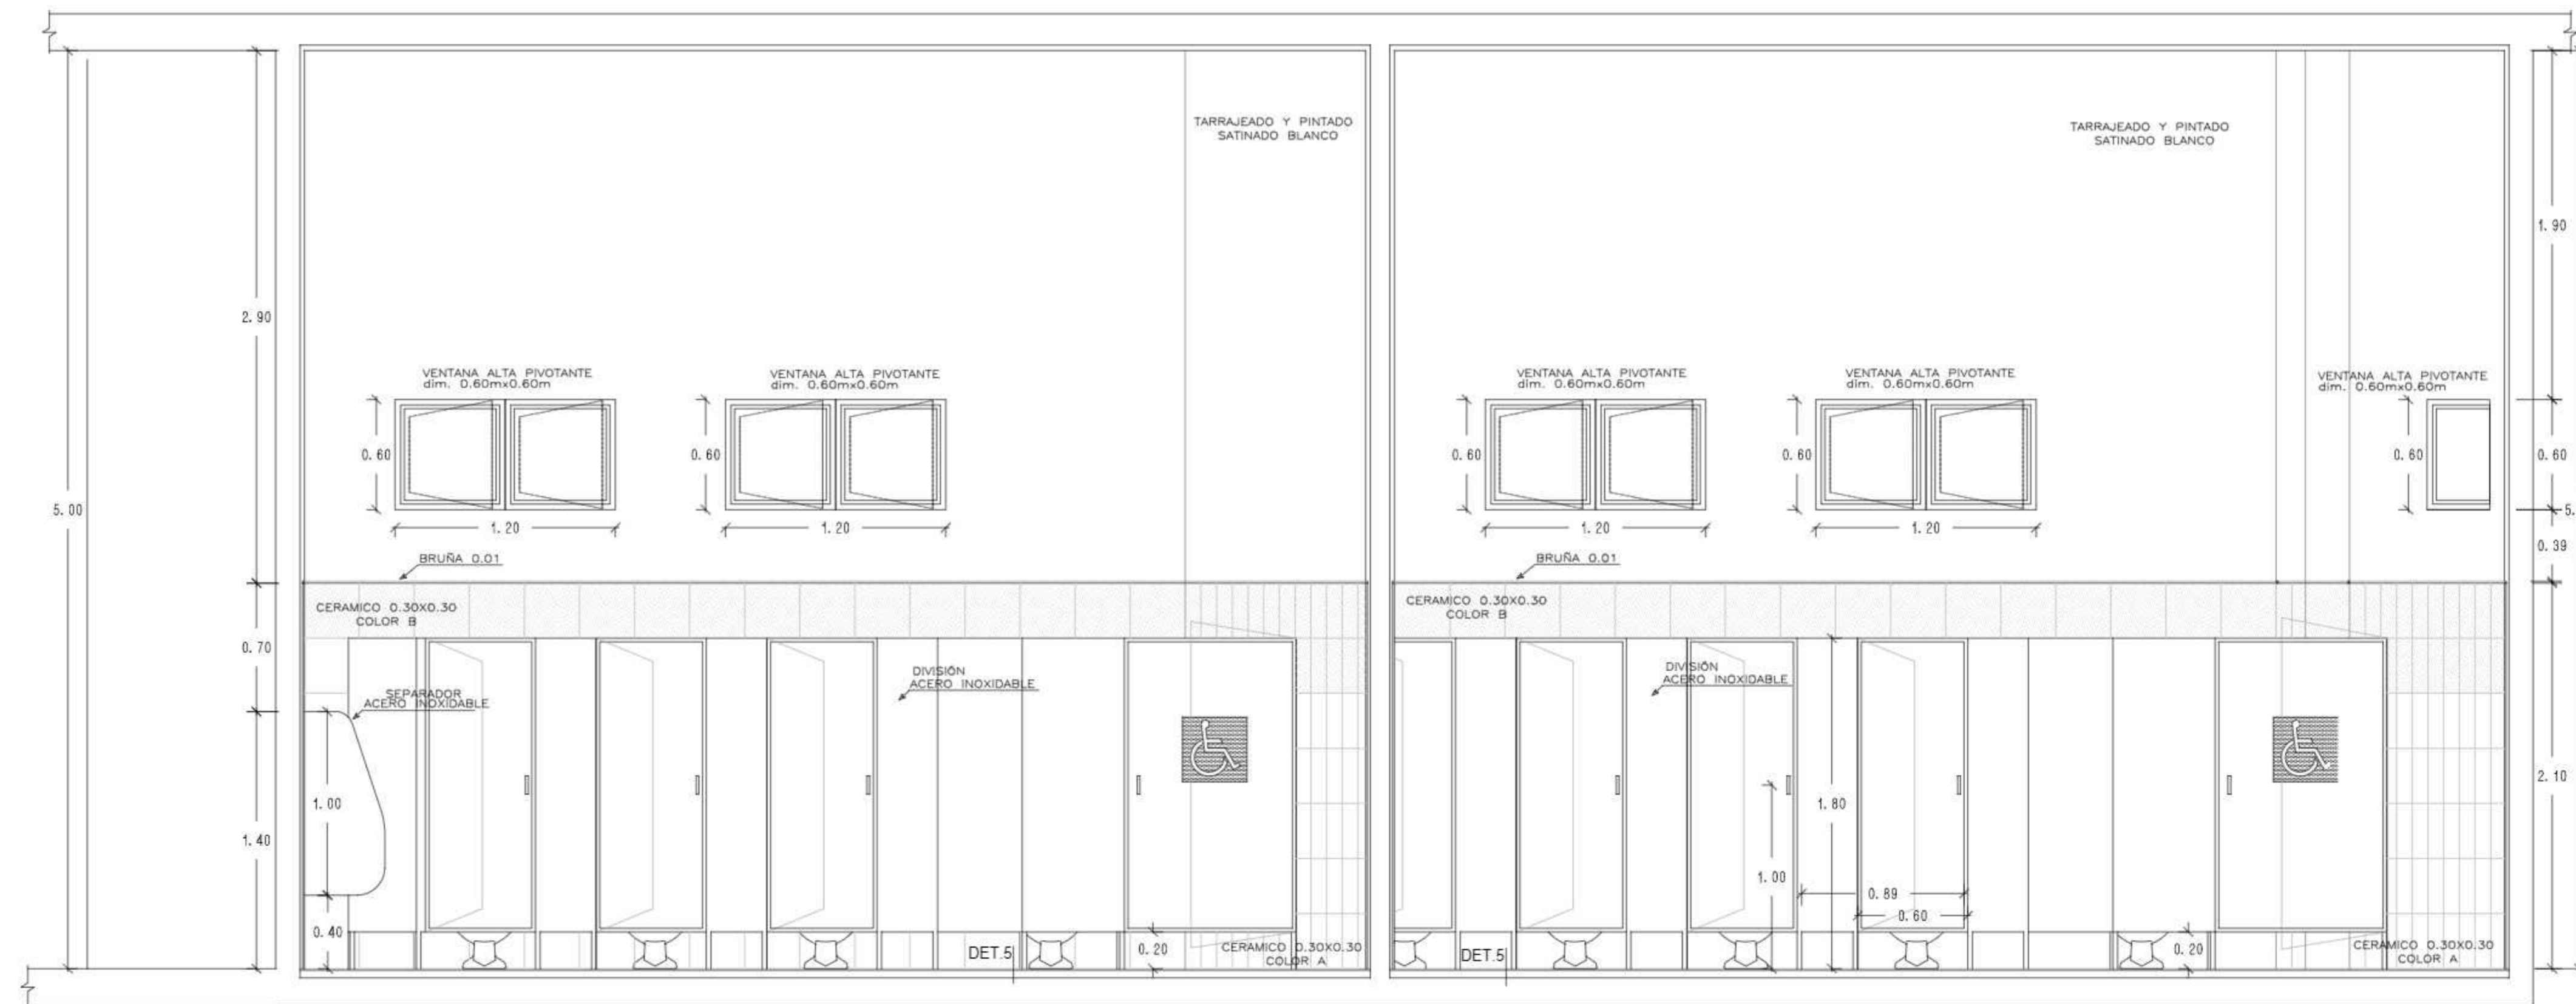 TARRAJEADO Y PINTADO
SATINADO BLANCO
TARRAJEADO Y PINTADO
SATINADO BLANCO
1.90
2.90
VENTANA ALTA PIVOTANTE
dim. 0.60mx0.60m
VENTANA ALTA PIVOTANTE
dim. 0.60mx0.60m
VENTANA ALTA PIVOTANTE
dim. 0.60mx0.60m
VENTANA ALTA PIVOTANTE
dim. 0.60mx0.60m
VENTANA ALTA PIVOTANTE
dim. 0.60mx0.60m
0.60
0.60
0.60
0.60
0.60
0.60
5.00
5.
1.20
1.20
1.20
1.20
0.39
BRUÑA 0.01
BRUÑA 0.01
CERAMICO 0.30X0.30
COLOR B
CERAMICO 0.30X0.30
COLOR B
0.70
DIVISIÓN
ACERO INOXIDABLE
DIVISIÓN
ACERO INOXIDABLE
SEPARADOR
ACERO INOXIDABLE
2.10
1.00
1.80
1.40
1.00
0.89
0.60
0.40
DET.5
0.20
CERAMICO 0.30X0.30
COLOR A
DET.5
0.20
CERAMICO 0.30X0.30
COLOR A